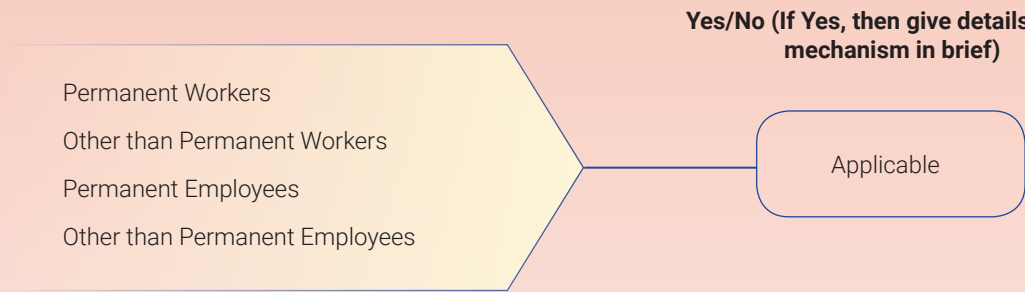 Yes/No (If Yes, then give details
mechanism in brief)
Permanent Workers
Other than Permanent Workers
Permanent Employees
Other than Permanent Employees
Applicable